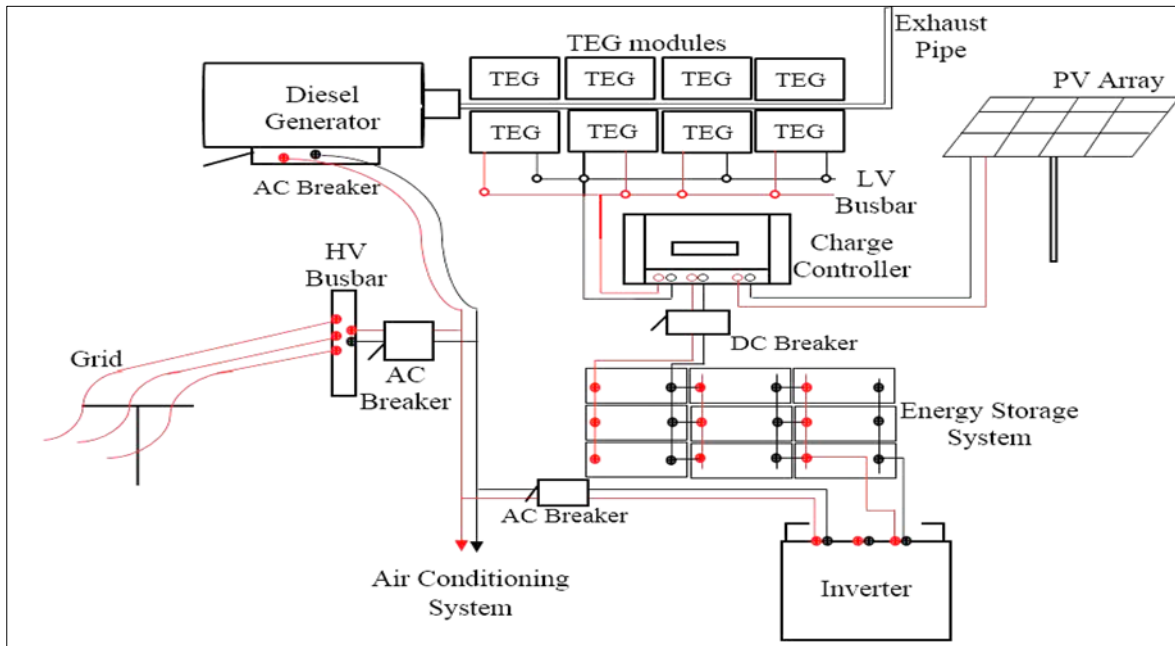 Exhaust
Pipe
TEG modules
TEG TEG TEG TEG
PV Array
Diesel
Generator
TEG TEG TEG TEG
AC Breaker
LV
Busbar
HV
Busbar
Charge
Controller
Grid
AC
Breaker
DC Breaker
Energy Storage
System
AC Breaker
Air Conditioning
System
Inverter